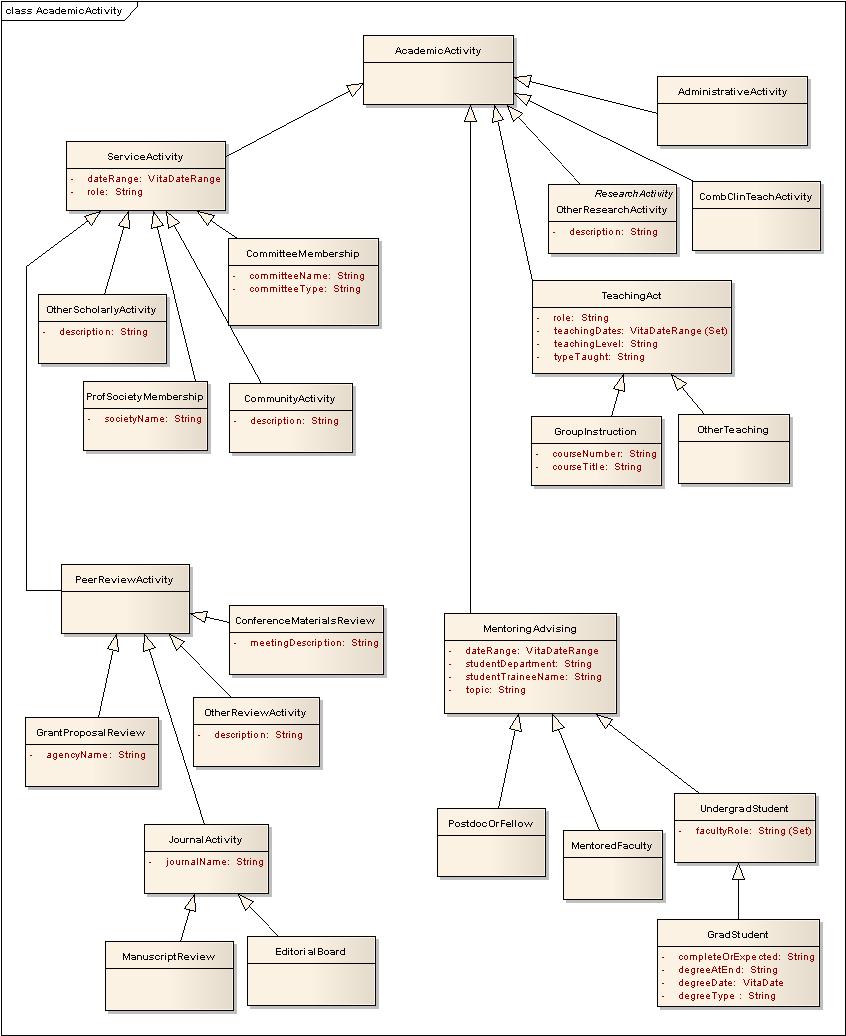 class AcademicActivity
AcademicActivity
AdministrativeActivity
ServiceActivity
- dateRange: VitaDateRange
- role: String
ResearchActivity
OtherResearchActivity
- description: String
CombClinTeachActivity
CommitteeMembership
- committeeName: String
- committeeType: String
OtherScholarlyActivity
- description: String
TeachingAct
- role: String
- teachingDates: VitaDateRange (Set)
- teachingLevel: String
- typeTaught: String
ProfSocietyMembership
- societyName: String
CommunityActivity
- description: String
GroupInstruction
- courseNumber: String
- courseTitle: String
OtherTeaching
PeerReviewActivity
ConferenceMaterialsReview
- meetingDescription: String
MentoringAdvising
- dateRange: VitaDateRange
- studentDepartment: String
- studentTraineeName: String
- topic: String
GrantProposalReview
- agencyName: String
OtherReviewActivity
- description: String
PostdocOrFellow
MentoredFaculty
UndergradStudent
- facultyRole: String (Set)
JournalActivity
- journalName: String
ManuscriptReview
EditorialBoard
GradStudent
- completeOrExpected: String
- degreeAtEnd: String
- degreeDate: VitaDate
- degreeType : String